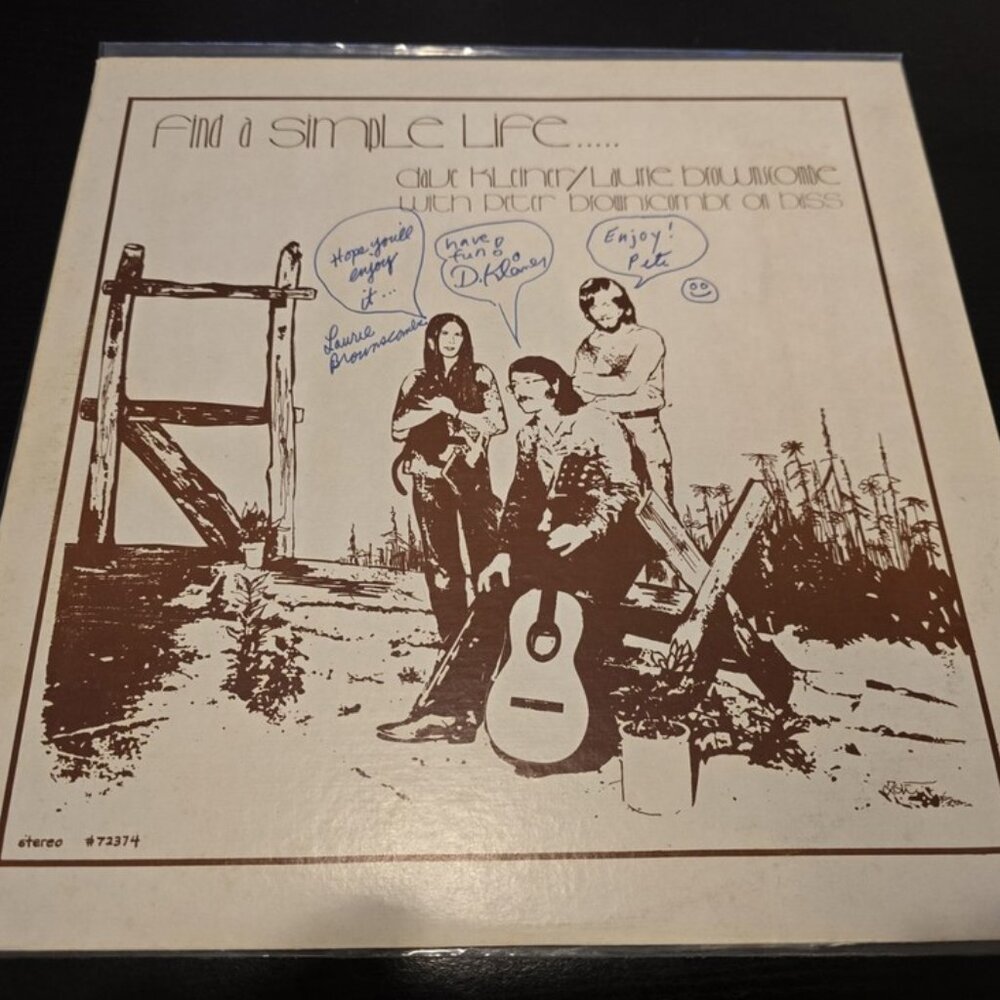 Find a simple Life.....
dave kleiner/Laurie brownscombe
with peter brownscombe on bass
Hope you'll
enjoy
it...
Laurie
Brownscombe
have
fun!
D. Kleiner
Enjoy!
Pete
stereo #72374